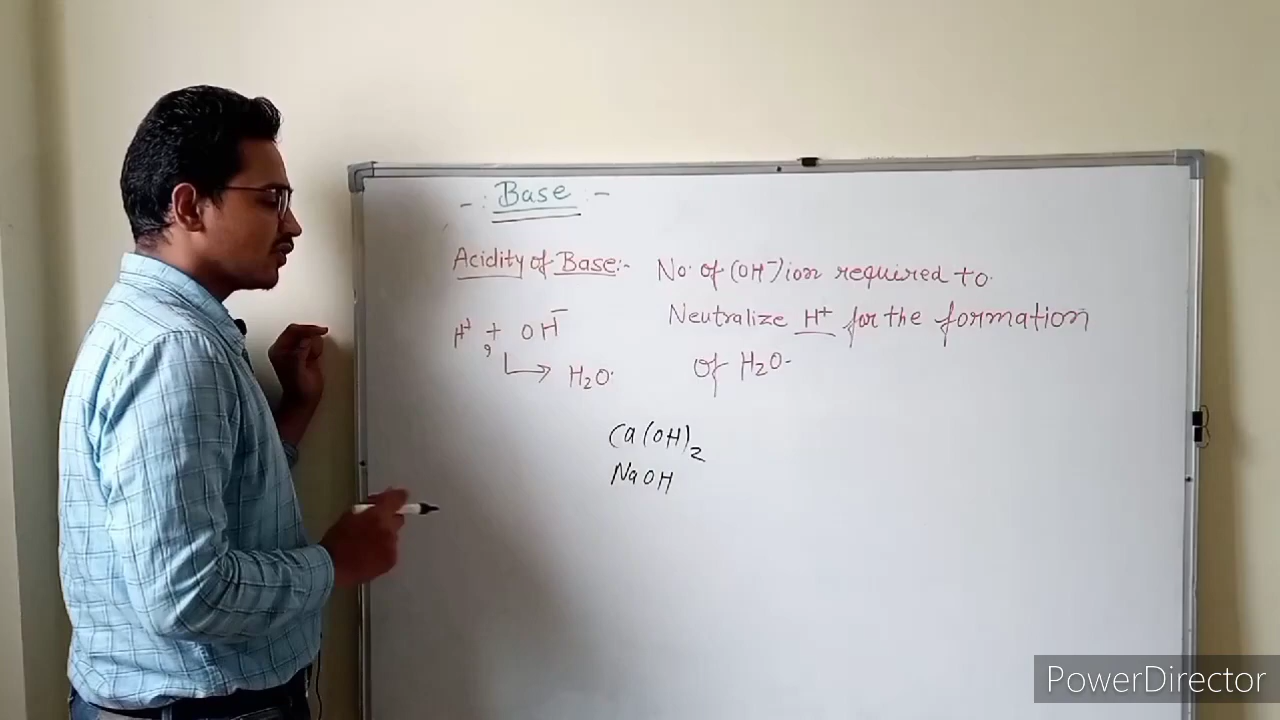 -: Base :-
Acidity of Base:- No. of (OH⁻) ion required to
Neutralize H⁺ for the formation
of H₂O-
H⁺ + , OH⁻
↳ H₂O.
Ca(OH)₂
NaOH
PowerDirector